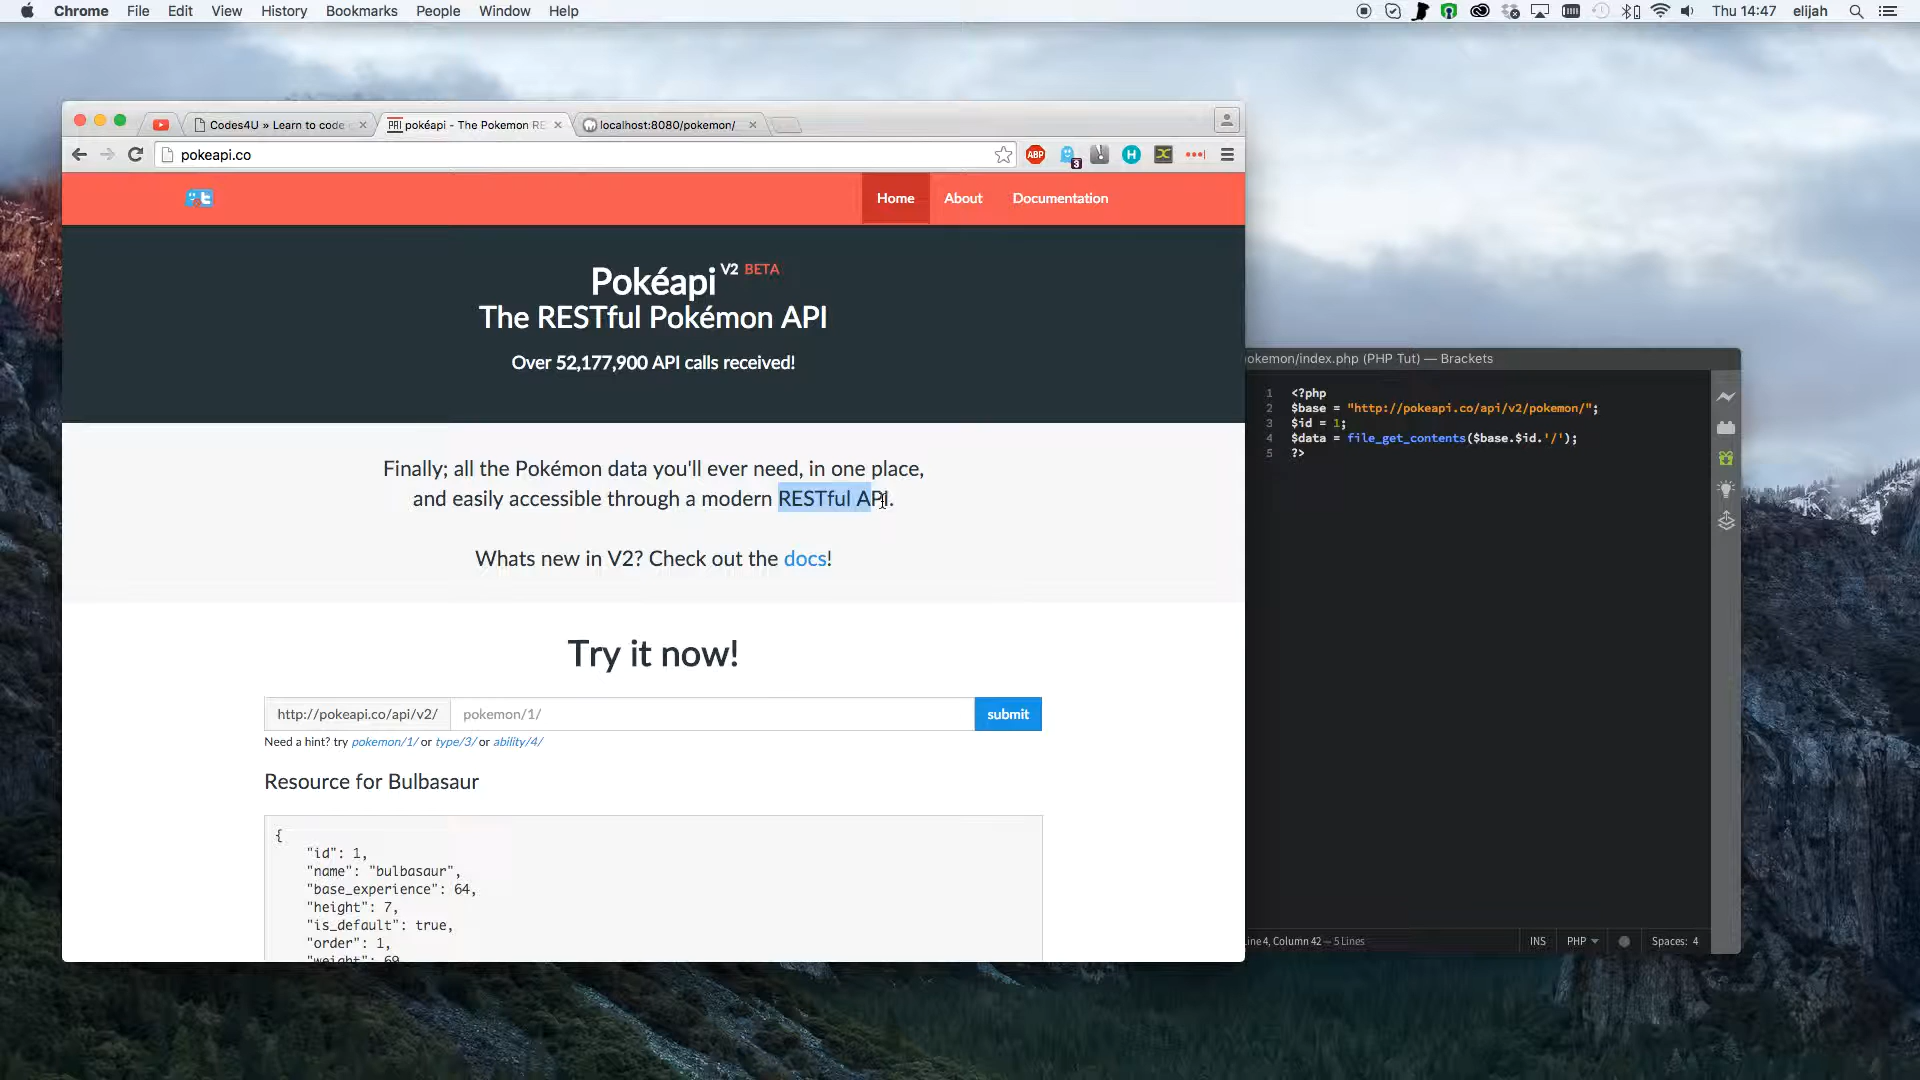 Chrome File Edit View History Bookmarks People Window Help
Thu 14:47 elijah
Codes4U » Learn to code
pokéapi - The Pokemon RE
localhost:8080/pokemon/
pokeapi.co
ABP
3
H
Home About Documentation
Pokéapi V2 BETA
The RESTful Pokémon API
Over 52,177,900 API calls received!
Finally; all the Pokémon data you'll ever need, in one place,
and easily accessible through a modern RESTful API.
Whats new in V2? Check out the docs!
Try it now!
http://pokeapi.co/api/v2/ pokemon/1/ submit
Need a hint? try pokemon/1/ or type/3/ or ability/4/
Resource for Bulbasaur
{
"id": 1,
"name": "bulbasaur",
"base_experience": 64,
"height": 7,
"is_default": true,
"order": 1,
"weight": 69
okemon/index.php (PHP Tut) — Brackets
1 <?php
2 $base = "http://pokeapi.co/api/v2/pokemon/";
3 $id = 1;
4 $data = file_get_contents($base.$id.'/');
5 ?>
Line 4, Column 42 — 5 Lines
INS PHP Spaces: 4